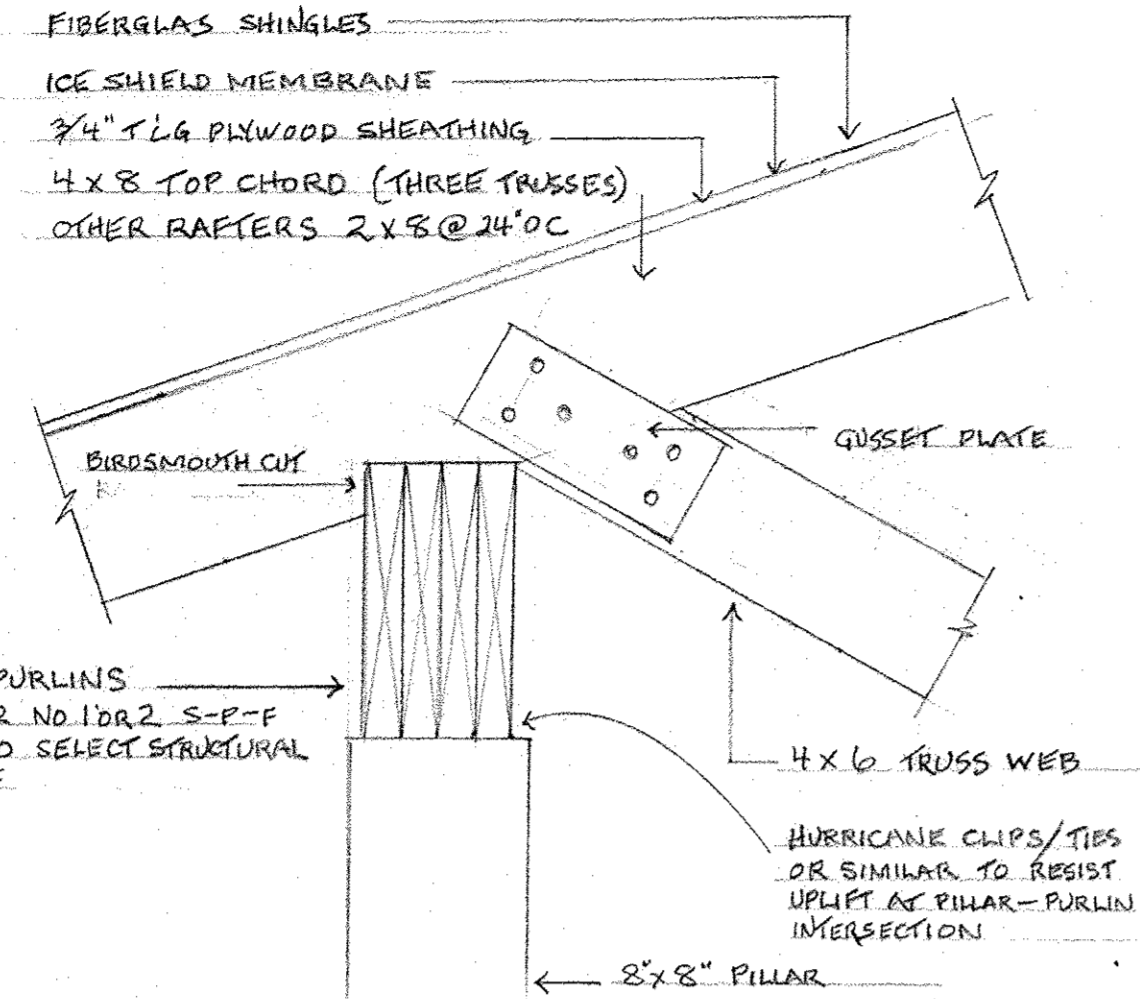 FIBERGLAS SHINGLES
ICE SHIELD MEMBRANE
3/4" T&G PLYWOOD SHEATHING
4 x 8 TOP CHORD (THREE TRUSSES)
OTHER RAFTERS 2 x 8 @ 24" OC
GUSSET PLATE
BIRDSMOUTH CUT
PURLINS
NO 1 OR 2 S-P-F
SELECT STRUCTURAL
4 x 6 TRUSS WEB
HURRICANE CLIPS/TIES
OR SIMILAR TO RESIST
UPLIFT AT PILLAR-PURLIN
INTERSECTION
8"x8" PILLAR